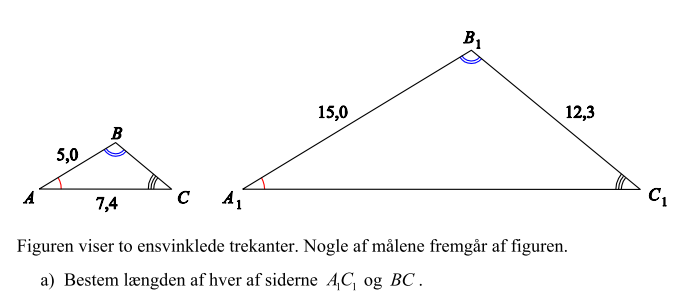 B₁
15,0
12,3
B
5,0
A
7,4
C
A₁
C₁
Figuren viser to ensvinklede trekanter. Nogle af målene fremgår af figuren.
a) Bestem længden af hver af siderne A₁C₁ og BC .